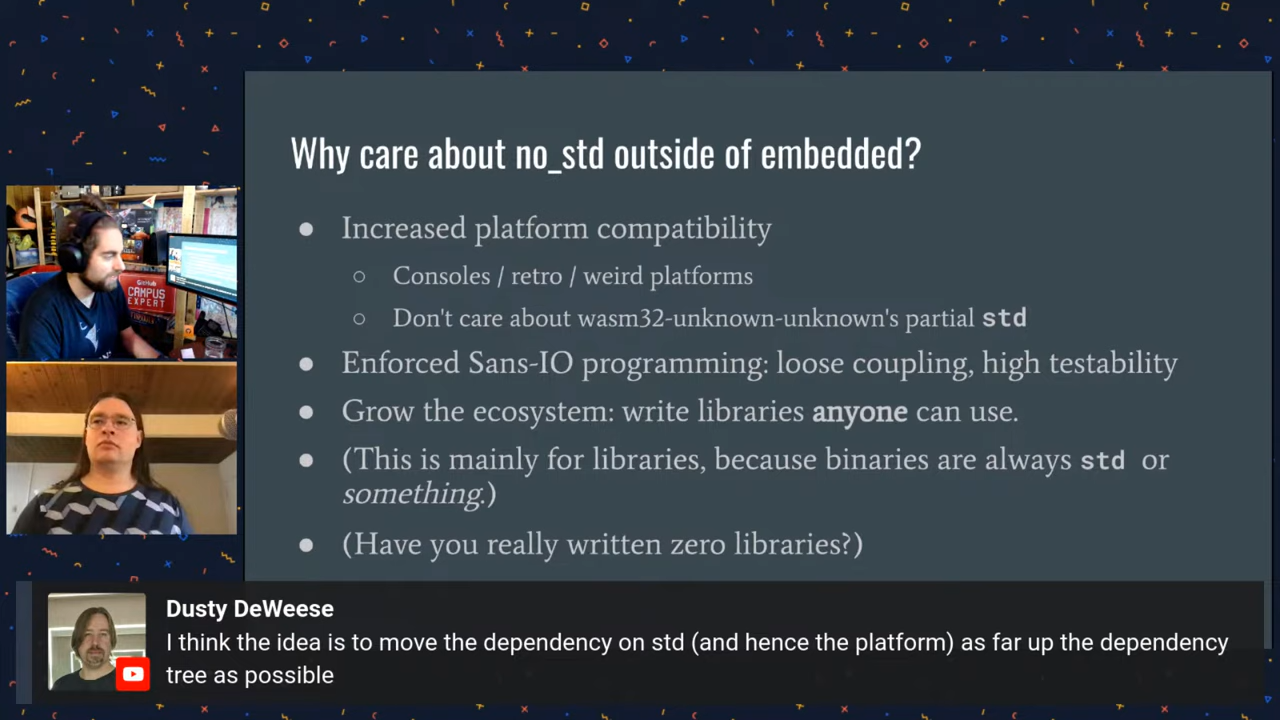 Why care about no_std outside of embedded?
● Increased platform compatibility
○ Consoles / retro / weird platforms
○ Don't care about wasm32-unknown-unknown's partial std
● Enforced Sans-IO programming: loose coupling, high testability
● Grow the ecosystem: write libraries anyone can use.
● (This is mainly for libraries, because binaries are always std or
something.)
● (Have you really written zero libraries?)
GitHub
CAMPUS
EXPERT
Dusty DeWeese
I think the idea is to move the dependency on std (and hence the platform) as far up the dependency
tree as possible